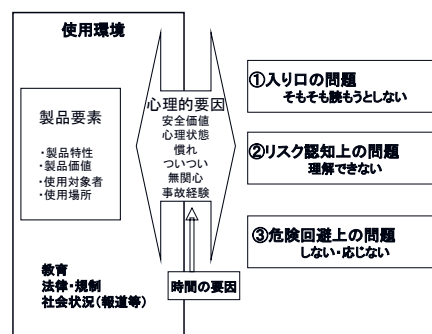 使用環境
製品要素
・製品特性
・製品価値
・使用対象者
・使用場所
教育
法律・規制
社会状況(報道等)
心理的要因
安全価値
心理状態
慣れ
ついつい
無関心
事故経験
時間の要因
①入り口の問題
そもそも読もうとしない
②リスク認知上の問題
理解できない
③危険回避上の問題
しない・応じない